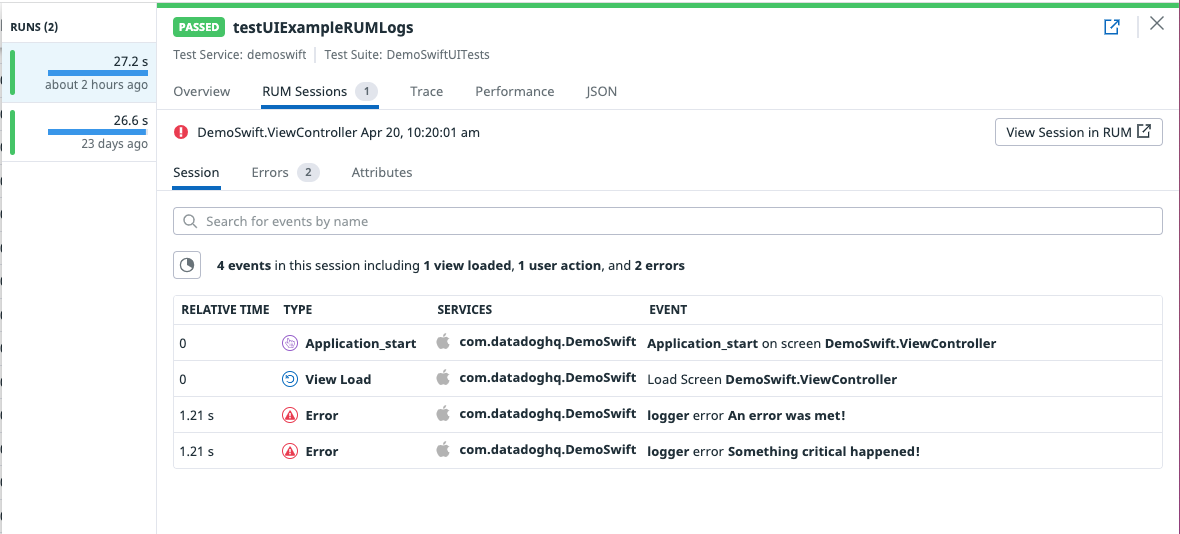 RUNS (2)
27.2 s
about 2 hours ago
26.6 s
23 days ago
PASSED testUIExampleRUMLogs
Test Service: demoswift Test Suite: DemoSwiftUITests
Overview RUM Sessions 1 Trace Performance JSON
DemoSwift.ViewController Apr 20, 10:20:01 am View Session in RUM
Session Errors 2 Attributes
Search for events by name
4 events in this session including 1 view loaded, 1 user action, and 2 errors
RELATIVE TIME TYPE SERVICES EVENT
0 Application_start com.datadoghq.DemoSwift Application_start on screen DemoSwift.ViewController
0 View Load com.datadoghq.DemoSwift Load Screen DemoSwift.ViewController
1.21 s Error com.datadoghq.DemoSwift logger error An error was met!
1.21 s Error com.datadoghq.DemoSwift logger error Something critical happened!